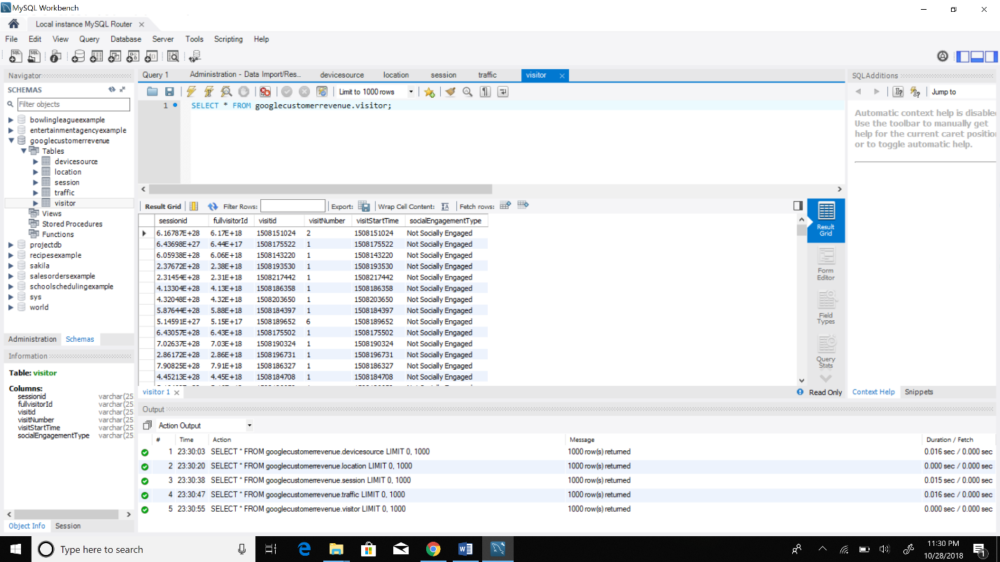 MySQL Workbench
Local instance MySQL Router
File Edit View Query Database Server Tools Scripting Help
Navigator
SCHEMAS
Filter objects
bowlingleagueexample
entertainmentagencyexample
googlecustomerrevenue
Tables
devicesource
location
session
traffic
visitor
Views
Stored Procedures
Functions
projectdb
recipesexample
sakila
salesordersexample
schoolschedulingexample
sys
world
Administration Schemas
Information
Table: visitor
Columns:
sessionid varchar(25
fullvisitorId varchar(25
visitid varchar(25
visitNumber varchar(25
visitStartTime varchar(25
socialEngagementType varchar(25
Object Info Session
Query 1 Administration - Data Import/Res... devicesource location session traffic visitor
Limit to 1000 rows
1 SELECT * FROM googlecustomerrevenue.visitor;
Result Grid Filter Rows: Export: Wrap Cell Content: Fetch rows:
sessionid fullvisitorId visitid visitNumber visitStartTime socialEngagementType
6.16787E+28 6.17E+18 1508151024 2 1508151024 Not Socially Engaged
6.43698E+27 6.44E+17 1508175522 1 1508175522 Not Socially Engaged
6.05938E+28 6.06E+18 1508143220 1 1508143220 Not Socially Engaged
2.37672E+28 2.38E+18 1508193530 1 1508193530 Not Socially Engaged
2.31454E+28 2.31E+18 1508217442 1 1508217442 Not Socially Engaged
4.13304E+28 4.13E+18 1508186358 1 1508186358 Not Socially Engaged
4.32048E+28 4.32E+18 1508203650 1 1508203650 Not Socially Engaged
5.87644E+28 5.88E+18 1508184397 1 1508184397 Not Socially Engaged
5.14591E+27 5.15E+17 1508189652 6 1508189652 Not Socially Engaged
6.43057E+28 6.43E+18 1508175502 1 1508175502 Not Socially Engaged
7.02637E+28 7.03E+18 1508190324 1 1508190324 Not Socially Engaged
2.86172E+28 2.86E+18 1508196731 1 1508196731 Not Socially Engaged
7.90825E+28 7.91E+18 1508186327 1 1508186327 Not Socially Engaged
4.45213E+28 4.45E+18 1508184708 1 1508184708 Not Socially Engaged
Result
Grid
Form
Editor
Field
Types
Query
Stats
visitor 1
Read Only
SQLAdditions
Jump to
Automatic context help is disabled
Use the toolbar to manually get
help for the current caret position
or to toggle automatic help.
Context Help Snippets
Output
Action Output
# Time Action Message Duration / Fetch
1 23:30:03 SELECT * FROM googlecustomerrevenue.devicesource LIMIT 0, 1000 1000 row(s) returned 0.016 sec / 0.000 sec
2 23:30:20 SELECT * FROM googlecustomerrevenue.location LIMIT 0, 1000 1000 row(s) returned 0.000 sec / 0.000 sec
3 23:30:38 SELECT * FROM googlecustomerrevenue.session LIMIT 0, 1000 1000 row(s) returned 0.015 sec / 0.000 sec
4 23:30:47 SELECT * FROM googlecustomerrevenue.traffic LIMIT 0, 1000 1000 row(s) returned 0.016 sec / 0.000 sec
5 23:30:55 SELECT * FROM googlecustomerrevenue.visitor LIMIT 0, 1000 1000 row(s) returned 0.000 sec / 0.000 sec
Type here to search
11:30 PM
10/28/2018
1